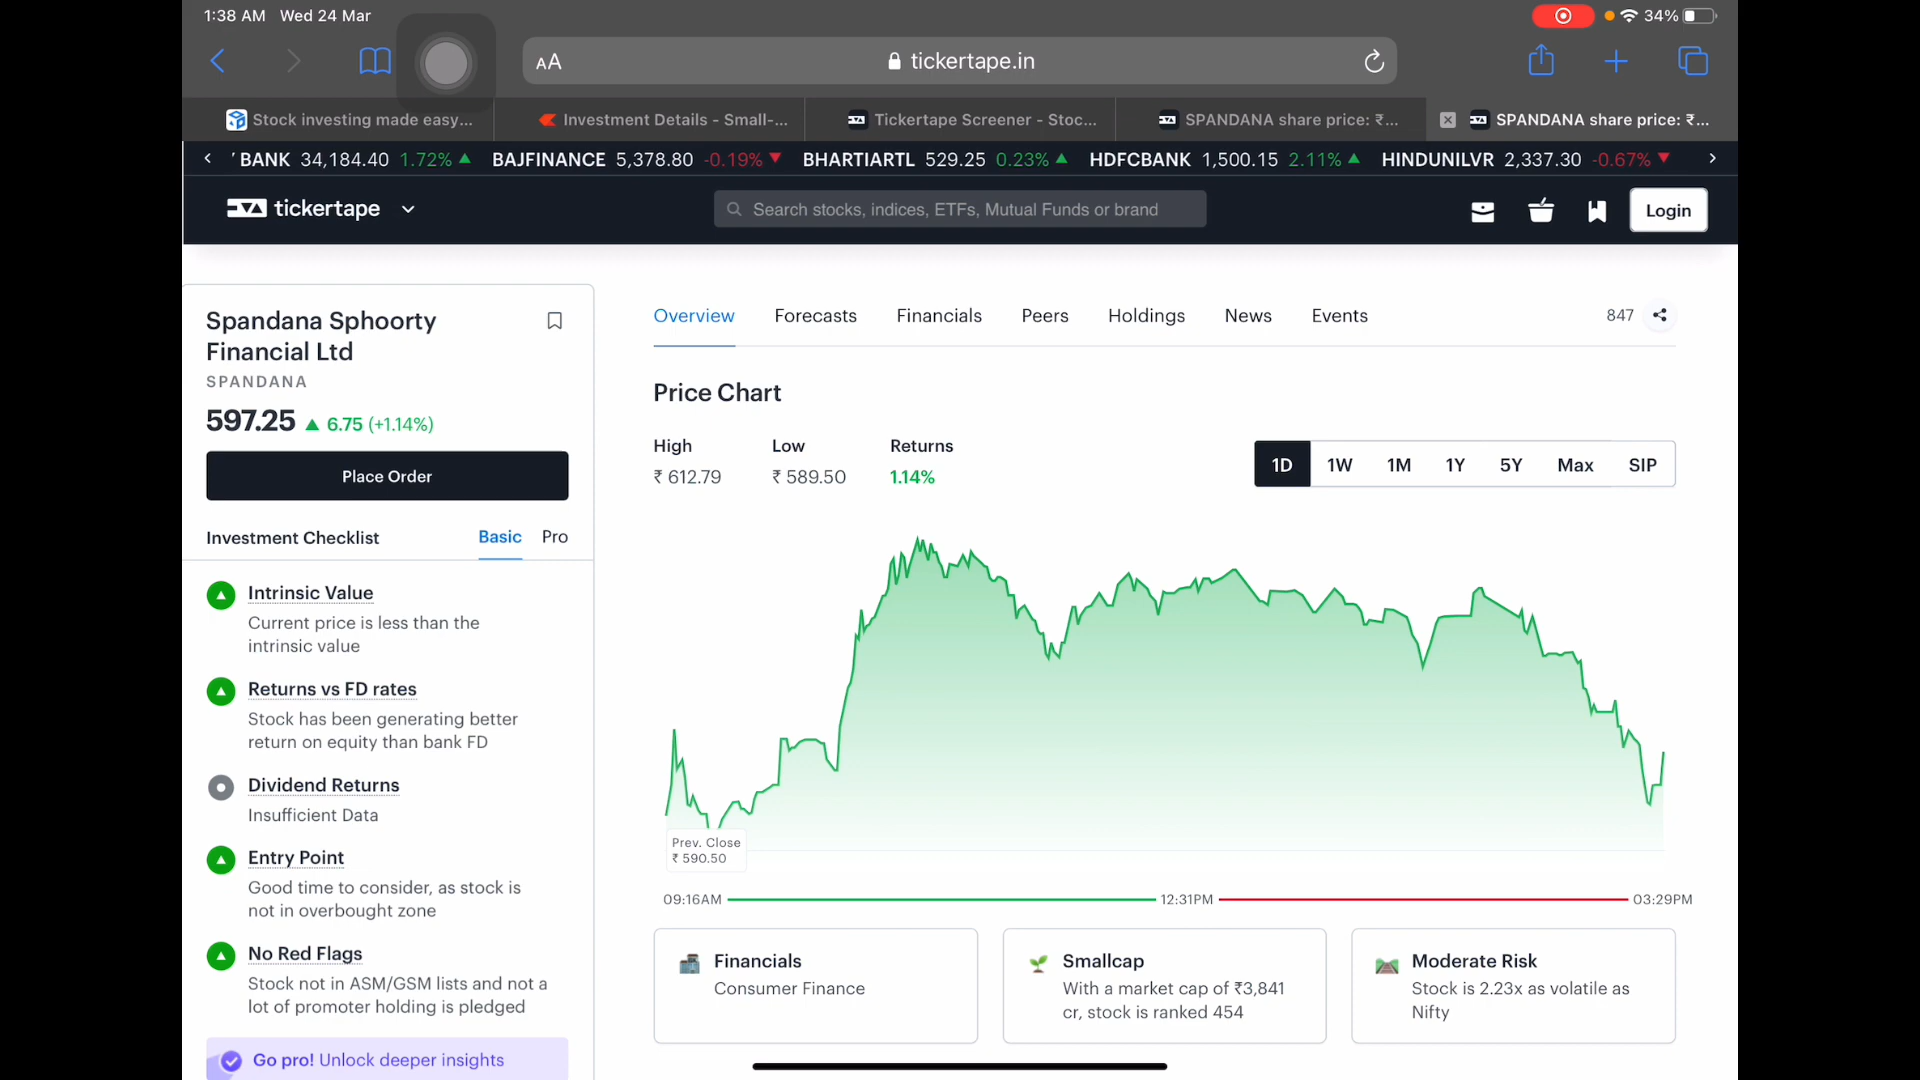 1:38 AM Wed 24 Mar
34%
AA
tickertape.in
Stock investing made easy...
Investment Details - Small-...
Tickertape Screener - Stoc...
SPANDANA share price: ₹...
SPANDANA share price: ₹...
BANK 34,184.40 1.72% BAJFINANCE 5,378.80 -0.19% BHARTIARTL 529.25 0.23% HDFCBANK 1,500.15 2.11% HINDUNILVR 2,337.30 -0.67%
tickertape
Search stocks, indices, ETFs, Mutual Funds or brand
Login
Spandana Sphoorty
Financial Ltd
SPANDANA
597.25 6.75 (+1.14%)
Place Order
Investment Checklist Basic Pro
Intrinsic Value
Current price is less than the
intrinsic value
Returns vs FD rates
Stock has been generating better
return on equity than bank FD
Dividend Returns
Insufficient Data
Entry Point
Good time to consider, as stock is
not in overbought zone
No Red Flags
Stock not in ASM/GSM lists and not a
lot of promoter holding is pledged
Go pro! Unlock deeper insights
Overview Forecasts Financials Peers Holdings News Events 847
Price Chart
High Low Returns
₹ 612.79 ₹ 589.50 1.14%
1D 1W 1M 1Y 5Y Max SIP
Prev. Close
₹ 590.50
09:16AM 12:31PM 03:29PM
Financials
Consumer Finance
Smallcap
With a market cap of ₹3,841
cr, stock is ranked 454
Moderate Risk
Stock is 2.23x as volatile as
Nifty